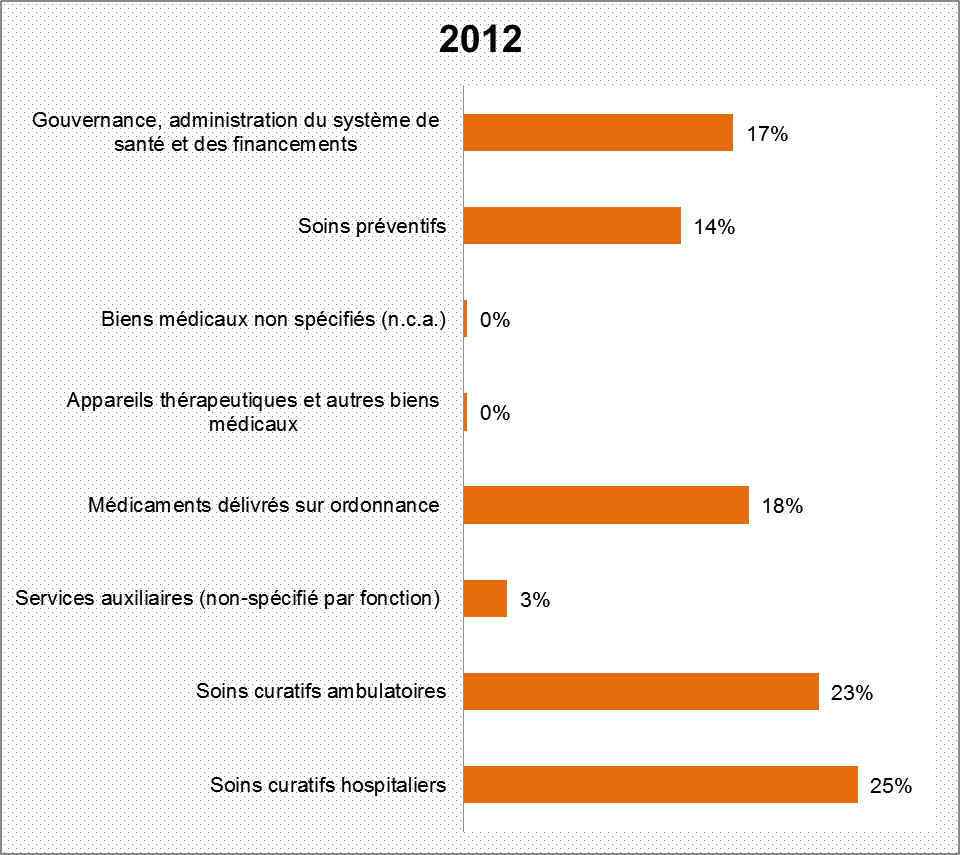 2012
Gouvernance, administration du système de
santé et des financements
17%
Soins préventifs
14%
Biens médicaux non spécifiés (n.c.a.)
0%
Appareils thérapeutiques et autres biens
médicaux
0%
Médicaments délivrés sur ordonnance
18%
Services auxiliaires (non-spécifié par fonction)
3%
Soins curatifs ambulatoires
23%
Soins curatifs hospitaliers
25%